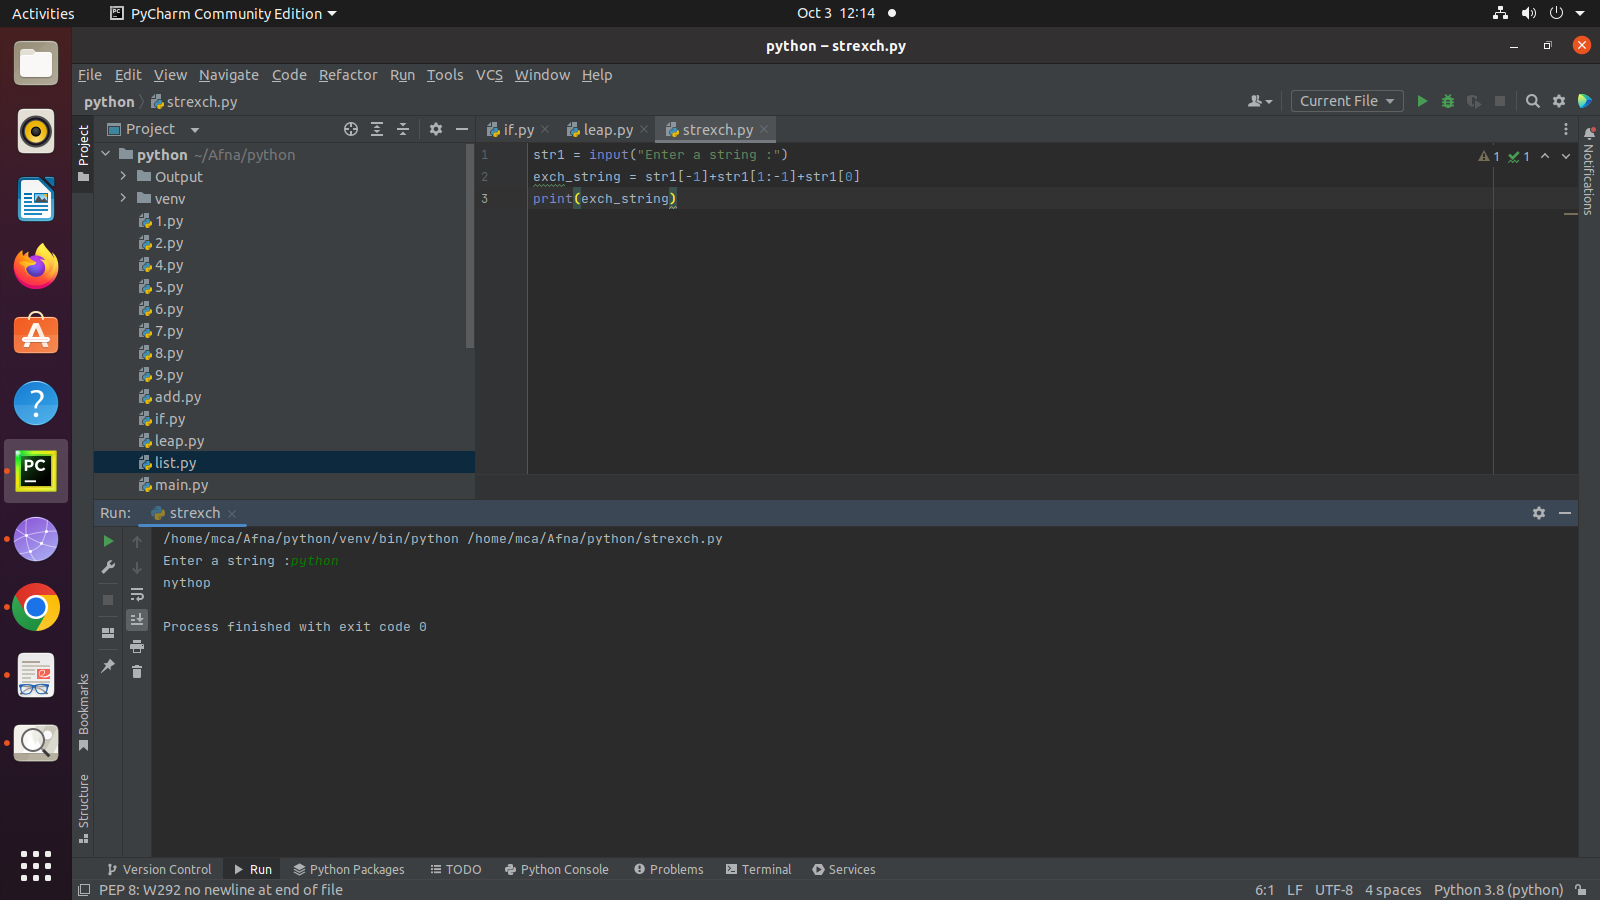 Activities PyCharm Community Edition Oct 3 12:14
python – strexch.py
File Edit View Navigate Code Refactor Run Tools VCS Window Help
python strexch.py Current File
Project
Project
if.py leap.py strexch.py
Notifications
python ~/Afna/python
Output
venv
1.py
2.py
4.py
5.py
6.py
7.py
8.py
9.py
add.py
if.py
leap.py
list.py
main.py
1 str1 = input("Enter a string :")
2 exch_string = str1[-1]+str1[1:-1]+str1[0]
3 print(exch_string)
1 1
PC
Run: strexch
/home/mca/Afna/python/venv/bin/python /home/mca/Afna/python/strexch.py
Enter a string :python
nythop
Process finished with exit code 0
Bookmarks
Structure
Version Control Run Python Packages TODO Python Console Problems Terminal Services
PEP 8: W292 no newline at end of file 6:1 LF UTF-8 4 spaces Python 3.8 (python)